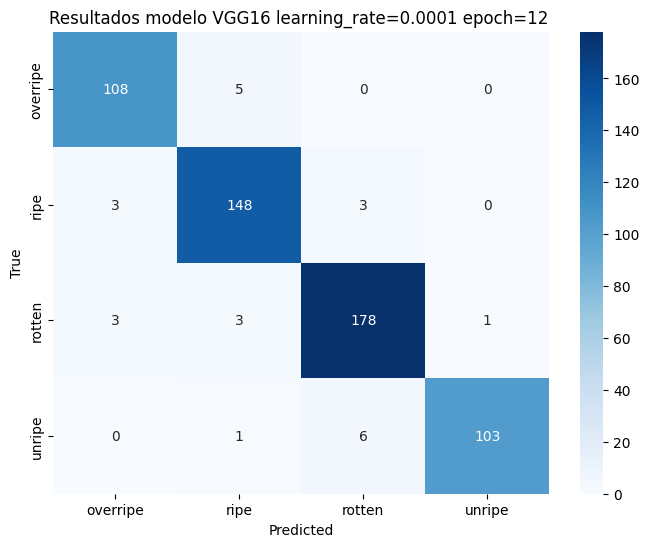 Resultados modelo VGG16 learning_rate=0.0001 epoch=12
overripe 108 5 0 0
ripe 3 148 3 0
rotten 3 3 178 1
unripe 0 1 6 103
overripe ripe rotten unripe
Predicted
True
160
140
120
100
80
60
40
20
0